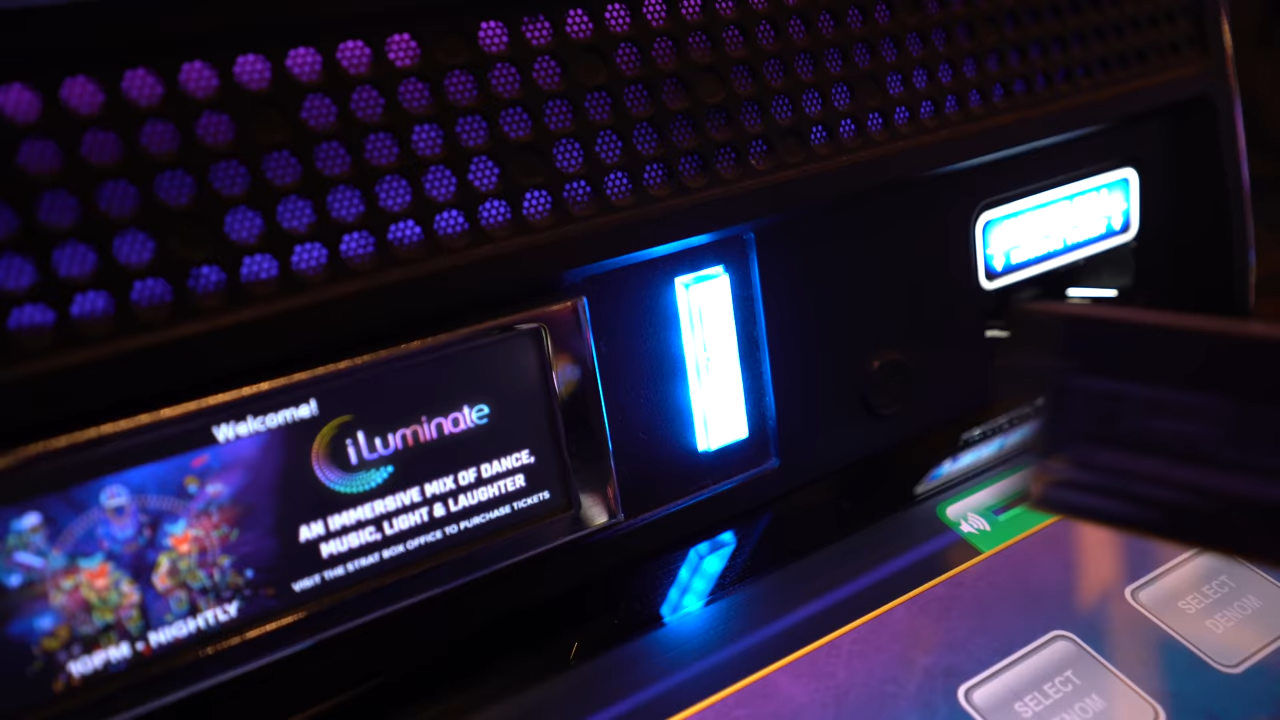 Welcome!
iLuminate
AN IMMERSIVE MIX OF DANCE,
MUSIC, LIGHT & LAUGHTER
VISIT THE STRAT BOX OFFICE TO PURCHASE TICKETS
10PM • NIGHTLY
SELECT
DENOM
SELECT
DENOM